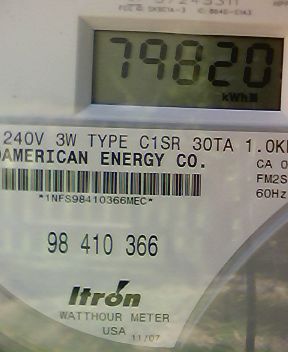 79820
kWh
240V 3W TYPE C1SR 30TA 1.0K
AMERICAN ENERGY CO.
CA 0
FM2S
60Hz
*1NFS98410366MEC*
98 410 366
Itrón
WATTHOUR METER
USA 11/07